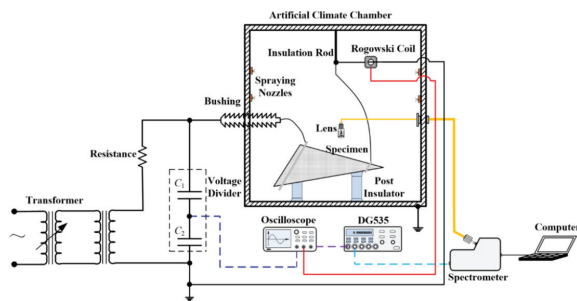 Artificial Climate Chamber
Insulation Rod
Rogowski Coil
Spraying
Nozzles
Bushing
Lens
Specimen
Resistance
Transformer
C1
Voltage
Divider
Post
Insulator
C2
Oscilloscope
DG535
Computer
Spectrometer